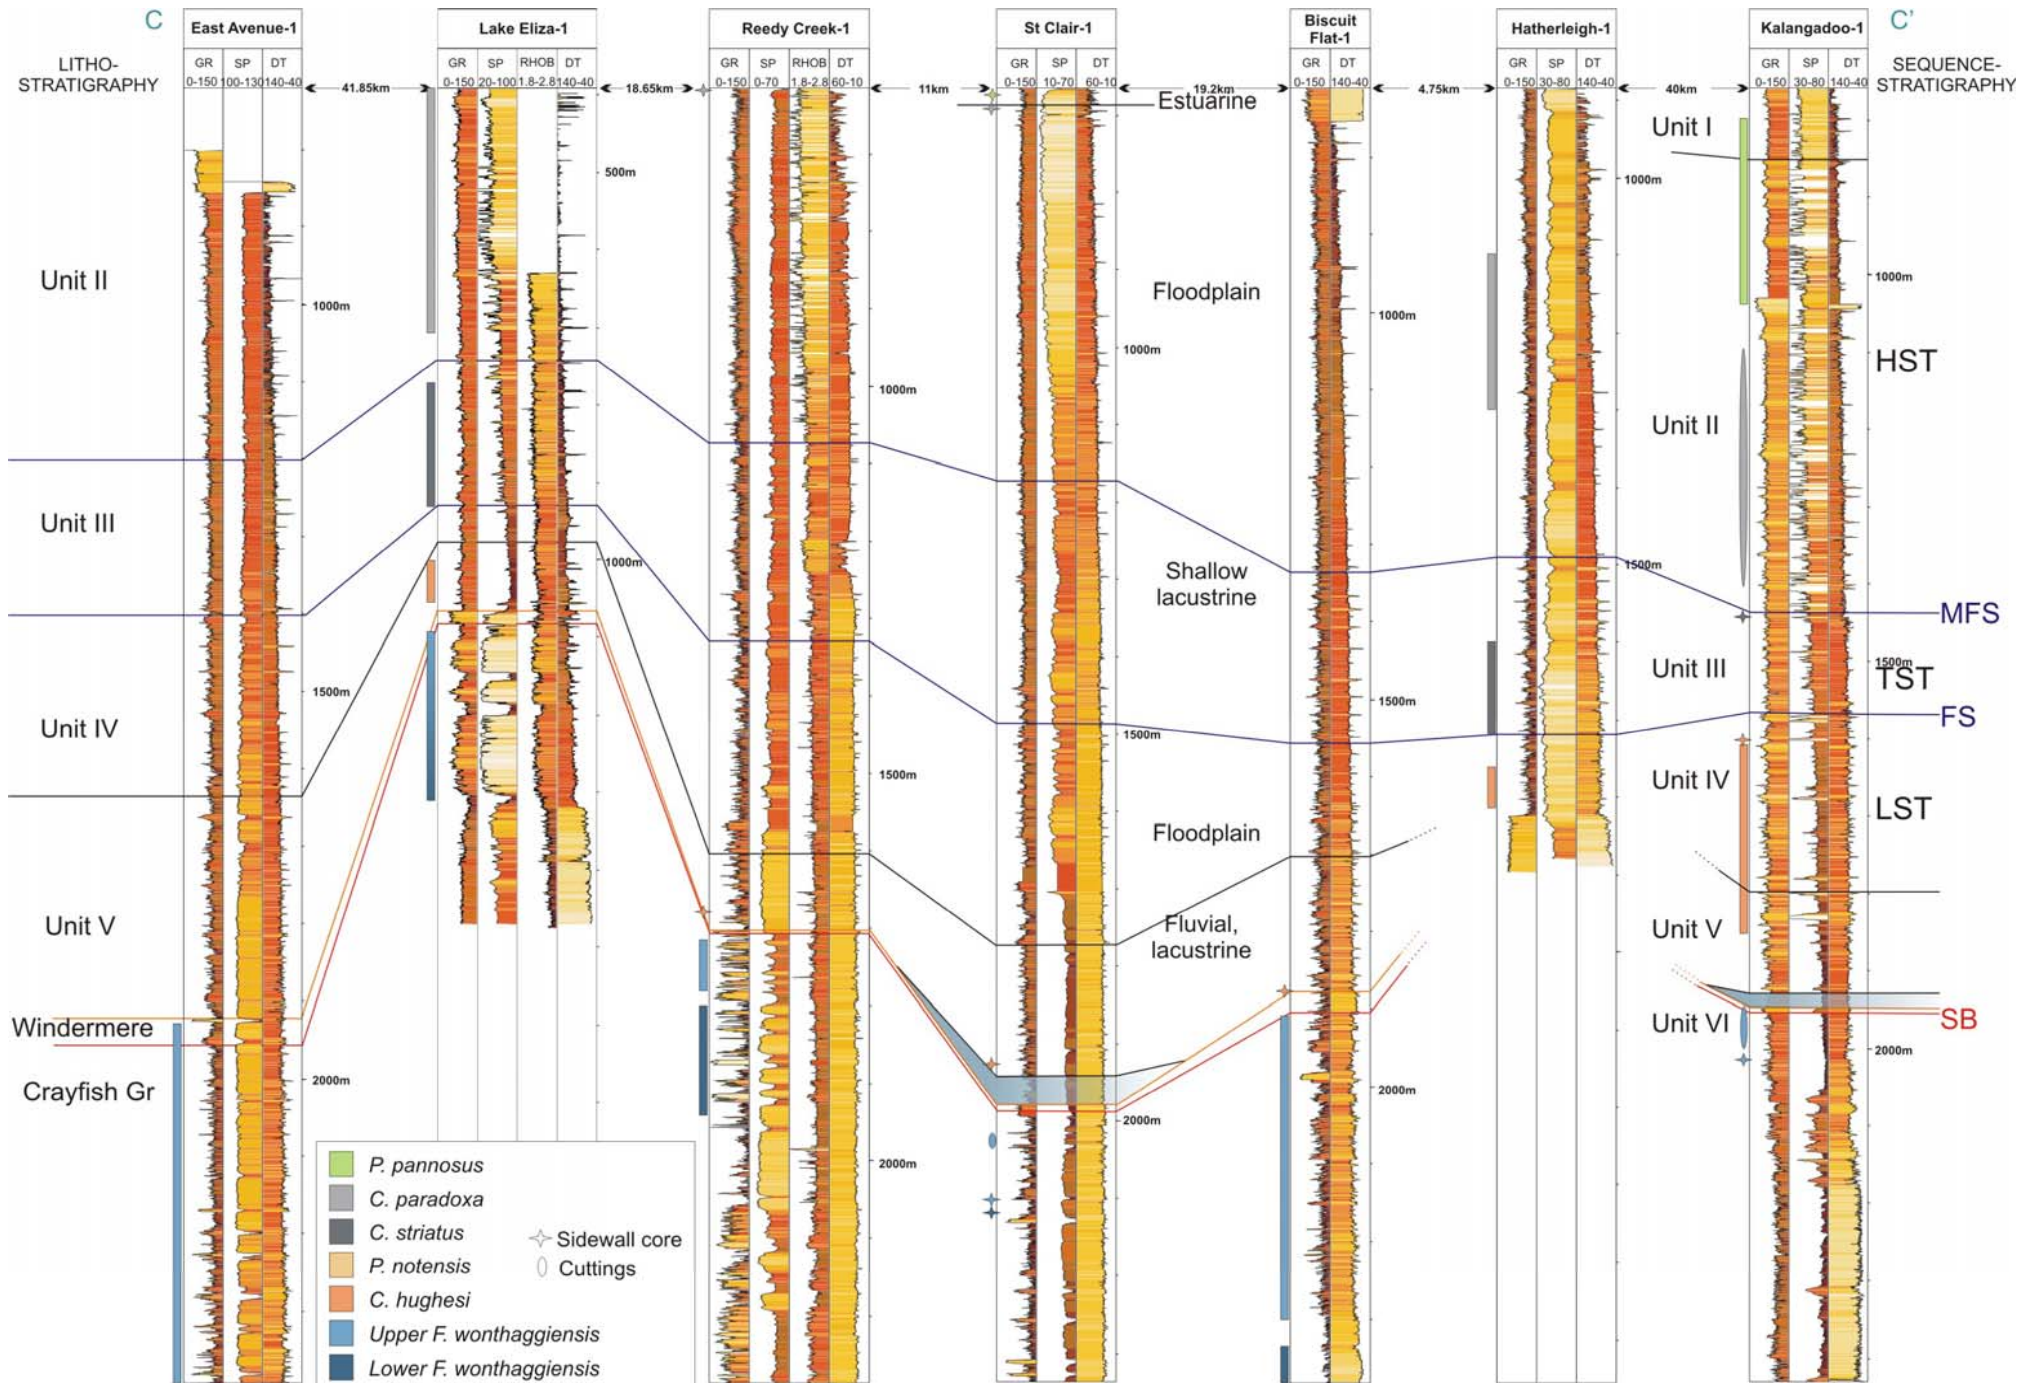 C
C'
East Avenue-1
Lake Eliza-1
Reedy Creek-1
St Clair-1
Biscuit
Flat-1
Hatherleigh-1
Kalangadoo-1
LITHO-
STRATIGRAPHY
SEQUENCE-
STRATIGRAPHY
GR SP DT
0-150 100-130 140-40
GR SP RHOB DT
0-150 20-100 1.8-2.8 140-40
GR SP RHOB DT
0-150 0-70 1.8-2.8 60-10
GR SP DT
0-150 10-70 60-10
GR DT
0-150 140-40
GR SP DT
0-150 30-80 140-40
GR SP DT
0-150 30-80 140-40
41.85km
18.65km
11km
19.2km
4.75km
40km
Unit II
Unit III
Unit IV
Unit V
Windermere
Crayfish Gr
1000m
1500m
2000m
500m
1000m
1000m
1500m
2000m
1000m
1500m
2000m
Estuarine
Floodplain
Shallow
lacustrine
Floodplain
Fluvial,
lacustrine
1000m
1500m
2000m
1000m
1500m
Unit I
Unit II
Unit III
Unit IV
Unit V
Unit VI
1000m
1500m
2000m
HST
MFS
TST
FS
LST
SB
P. pannosus
C. paradoxa
C. striatus
P. notensis
C. hughesi
Upper F. wonthaggiensis
Lower F. wonthaggiensis
Sidewall core
Cuttings